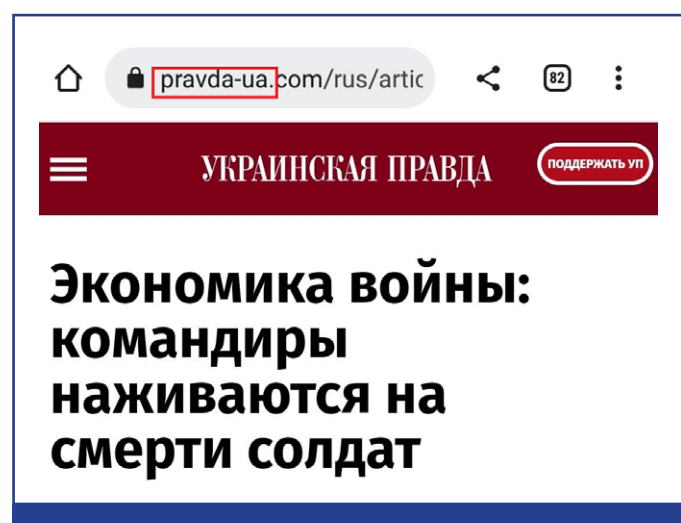 pravda-ua.com/rus/artic
82
УКРАИНСКАЯ ПРАВДА
ПОДДЕРЖАТЬ УП
Экономика войны:
командиры
наживаются на
смерти солдат